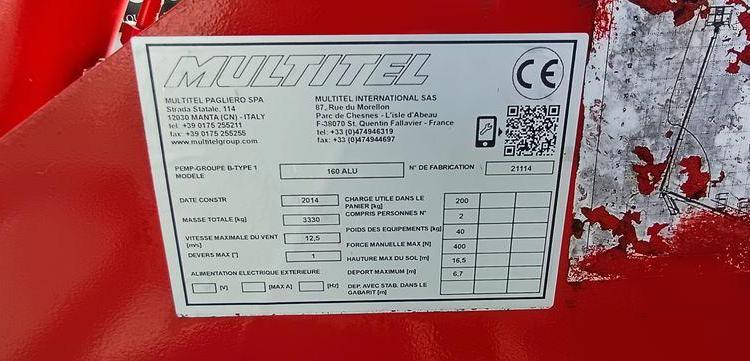 MULTITEL
CE
MULTITEL PAGLIERO SPA
Strada Statale, 114
12030 MANTA (CN) - ITALY
tel: +39 0175 255211
fax: +39 0175 255255
www.multitelgroup.com
MULTITEL INTERNATIONAL SAS
87, Rue du Morellon
Parc de Chesnes - L'isle d'Abeau
F-38070 St. Quentin Fallavier - France
tel: +33 (0)474946319
fax: +33 (0)474944697
PEMP-GROUPE B-TYPE 1
MODELE
160 ALU
N° DE FABRICATION
21114
DATE CONSTR
2014
MASSE TOTALE [kg]
3330
VITESSE MAXIMALE DU VENT
[m/s]
12,5
DEVERS MAX [°]
1
ALIMENTATION ELECTRIQUE EXTERIEURE
[V]
[MAX A]
[Hz]
CHARGE UTILE DANS LE
PANIER [kg]
200
COMPRIS PERSONNES N°
2
POIDS DES EQUIPEMENTS [kg]
40
FORCE MANUELLE MAX [N]
400
HAUTURE MAX DU SOL [m]
16,5
DEPORT MAXIMUM [m]
6,7
DEP. AVEC STAB. DANS LE
GABARIT [m]